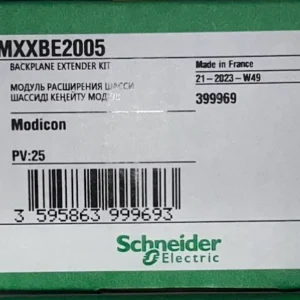 MXXBE2005
BACKPLANE EXTENDER KIT
Made in France
21-2023-W49
МОДУЛЬ РАСШИРЕНИЯ ШАССИ
ШАССИДІ КЕҢЕЙТУ МОДУ
399969
Modicon
PV:25
3 595863 999693
Schneider
Electric